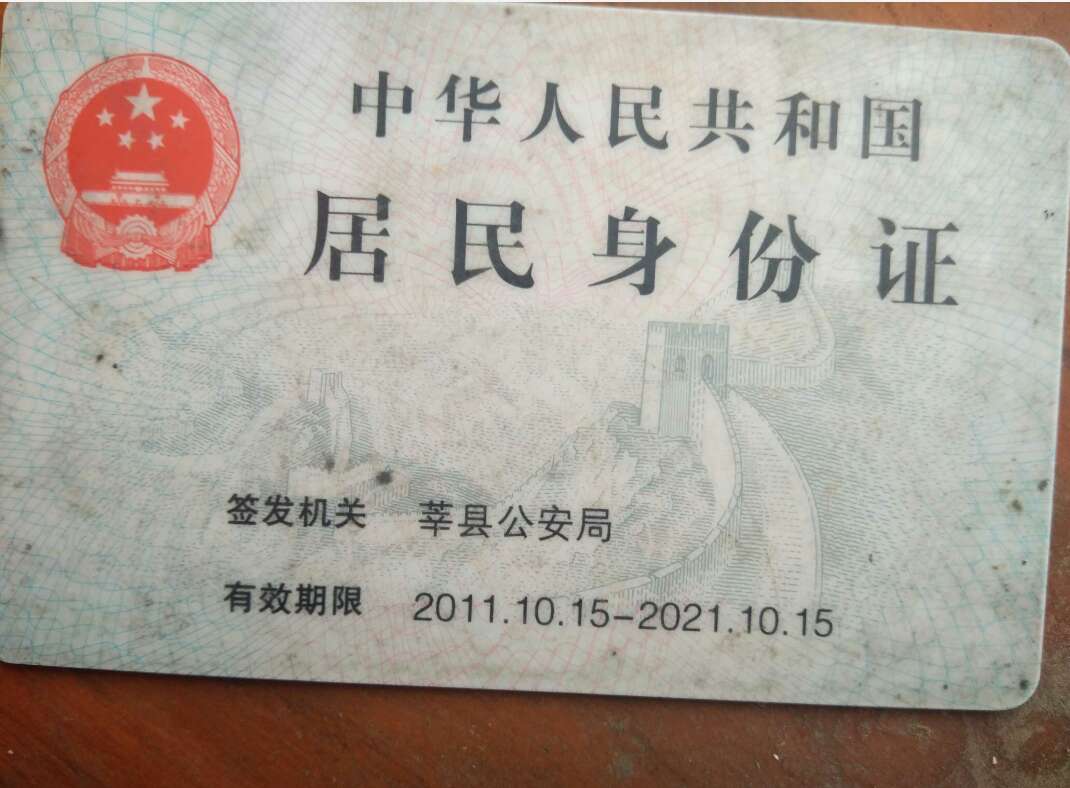 中华人民共和国
居民身份证
签发机关 莘县公安局
有效期限 2011.10.15-2021.10.15